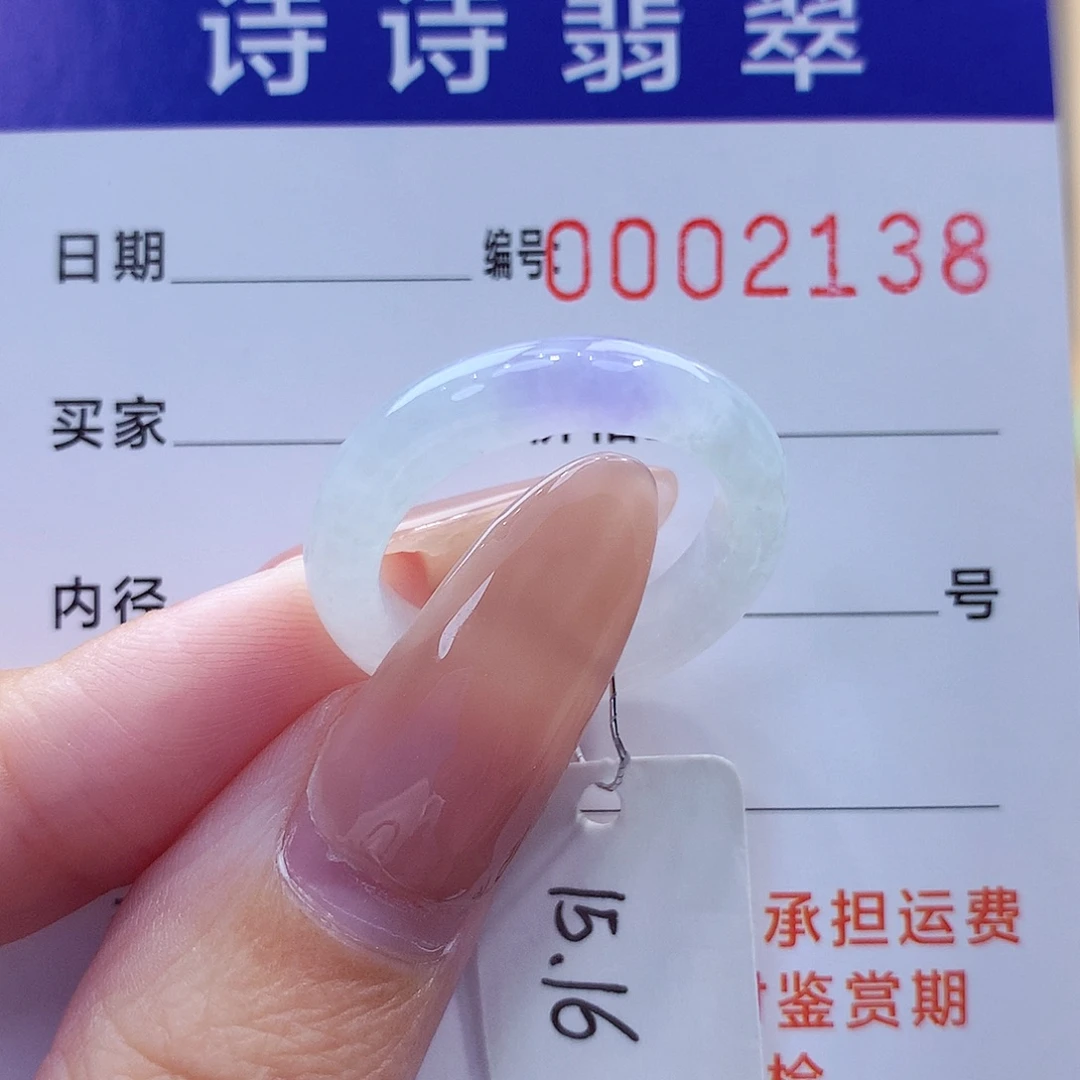 诗诗翡翠
日期 编号:0002138
买家
内径 号
承担运费
鉴赏期
15.16